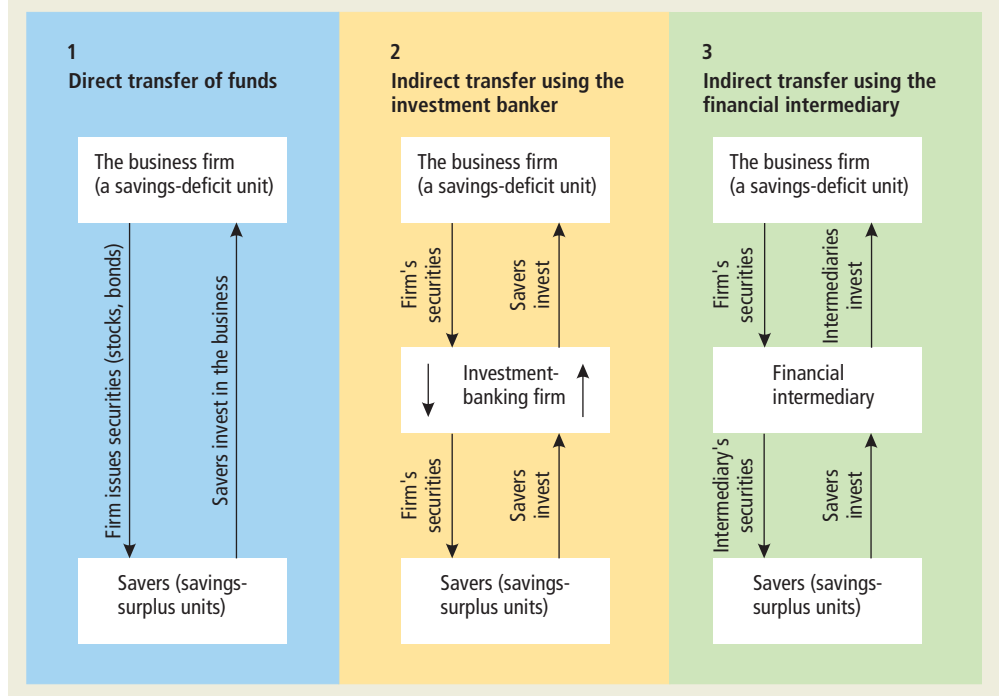 1
Direct transfer of funds
The business firm
(a savings-deficit unit)
Firm issues securities (stocks, bonds)
Savers invest in the business
Savers (savings-
surplus units)
2
Indirect transfer using the
investment banker
The business firm
(a savings-deficit unit)
Firm's
securities
Savers
invest
Investment-
banking firm
Firm's
securities
Savers
invest
Savers (savings-
surplus units)
3
Indirect transfer using the
financial intermediary
The business firm
(a savings-deficit unit)
Firm's
securities
Intermediaries
invest
Financial
intermediary
Intermediary's
securities
Savers
invest
Savers (savings-
surplus units)